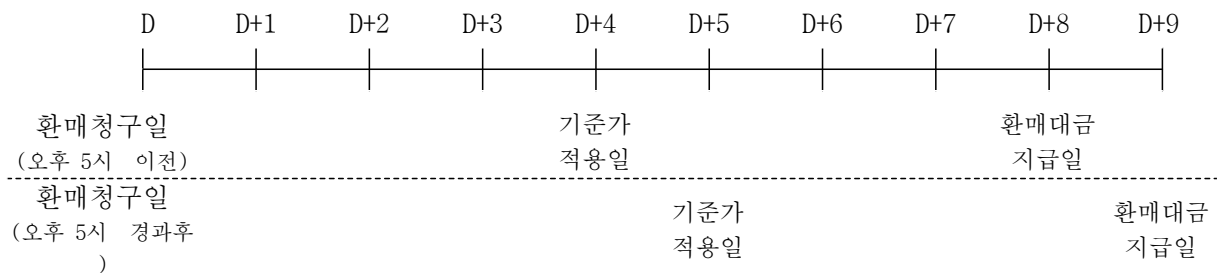 D D+1 D+2 D+3 D+4 D+5 D+6 D+7 D+8 D+9
환매청구일 기준가 환매대금
(오후 5시 이전) 적용일 지급일
환매청구일 기준가 환매대금
(오후 5시 경과후 적용일 지급일
)